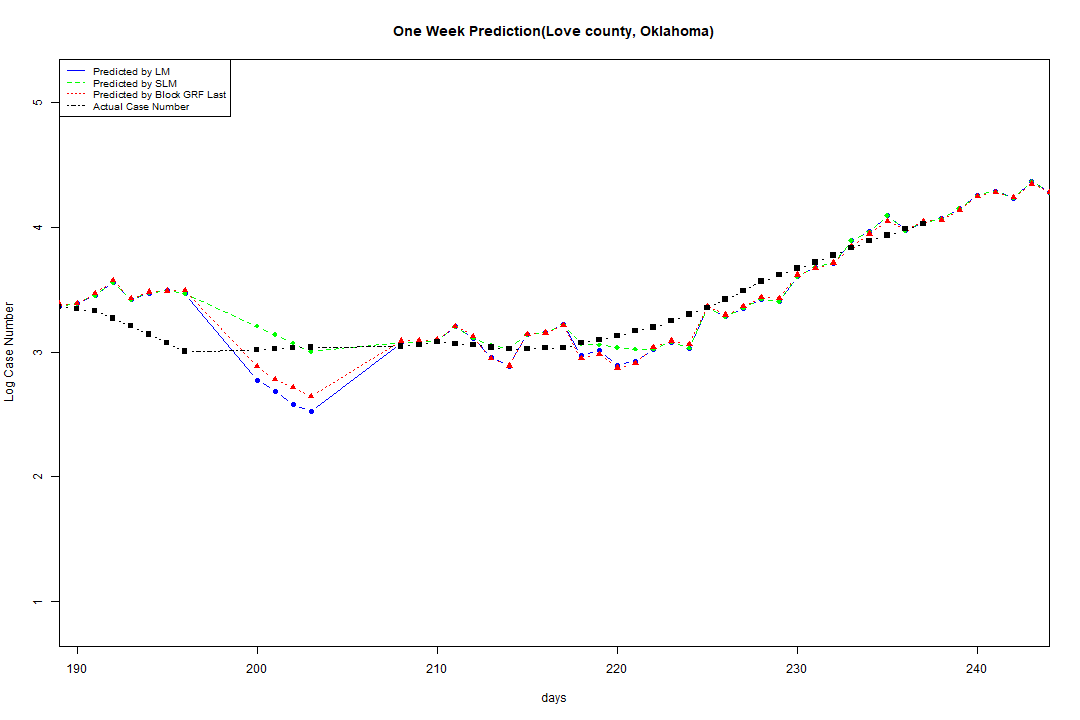 One Week Prediction(Love county, Oklahoma)
Predicted by LM
Predicted by SLM
Predicted by Block GRF Last
Actual Case Number
5
4
3
2
1
Log Case Number
190 200 210 220 230 240
days